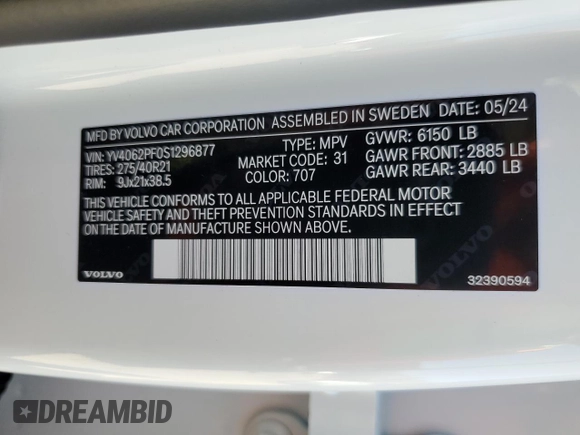 MFD BY VOLVO CAR CORPORATION ASSEMBLED IN SWEDEN DATE: 05/24
VIN: YV4062PF0S1296877 TYPE: MPV GVWR: 6150 LB
TIRES: 275/40R21 MARKET CODE: 31 GAWR FRONT: 2885 LB
RIM: 9Jx21x38.5 COLOR: 707 GAWR REAR: 3440 LB
THIS VEHICLE CONFORMS TO ALL APPLICABLE FEDERAL MOTOR
VEHICLE SAFETY AND THEFT PREVENTION STANDARDS IN EFFECT
ON THE DATE OF MANUFACTURE SHOWN ABOVE.
VOLVO 32390594
DREAMBID